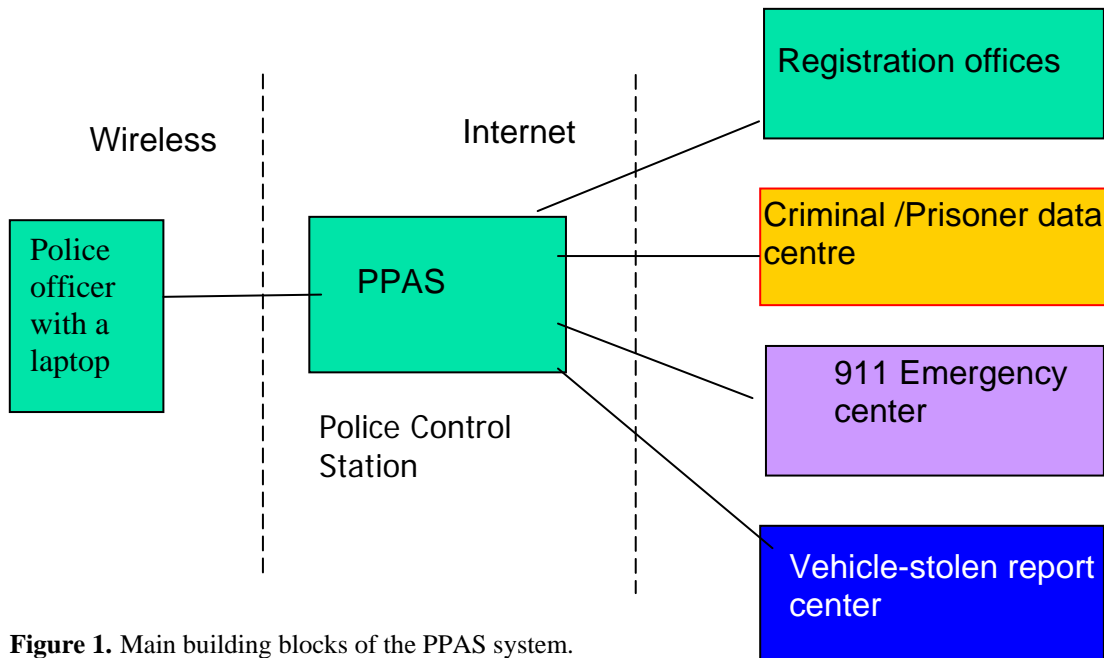 Registration offices
Wireless
Internet
Criminal /Prisoner data
centre
Police
officer
with a
laptop
PPAS
911 Emergency
center
Police Control
Station
Vehicle-stolen report
center
Figure 1. Main building blocks of the PPAS system.